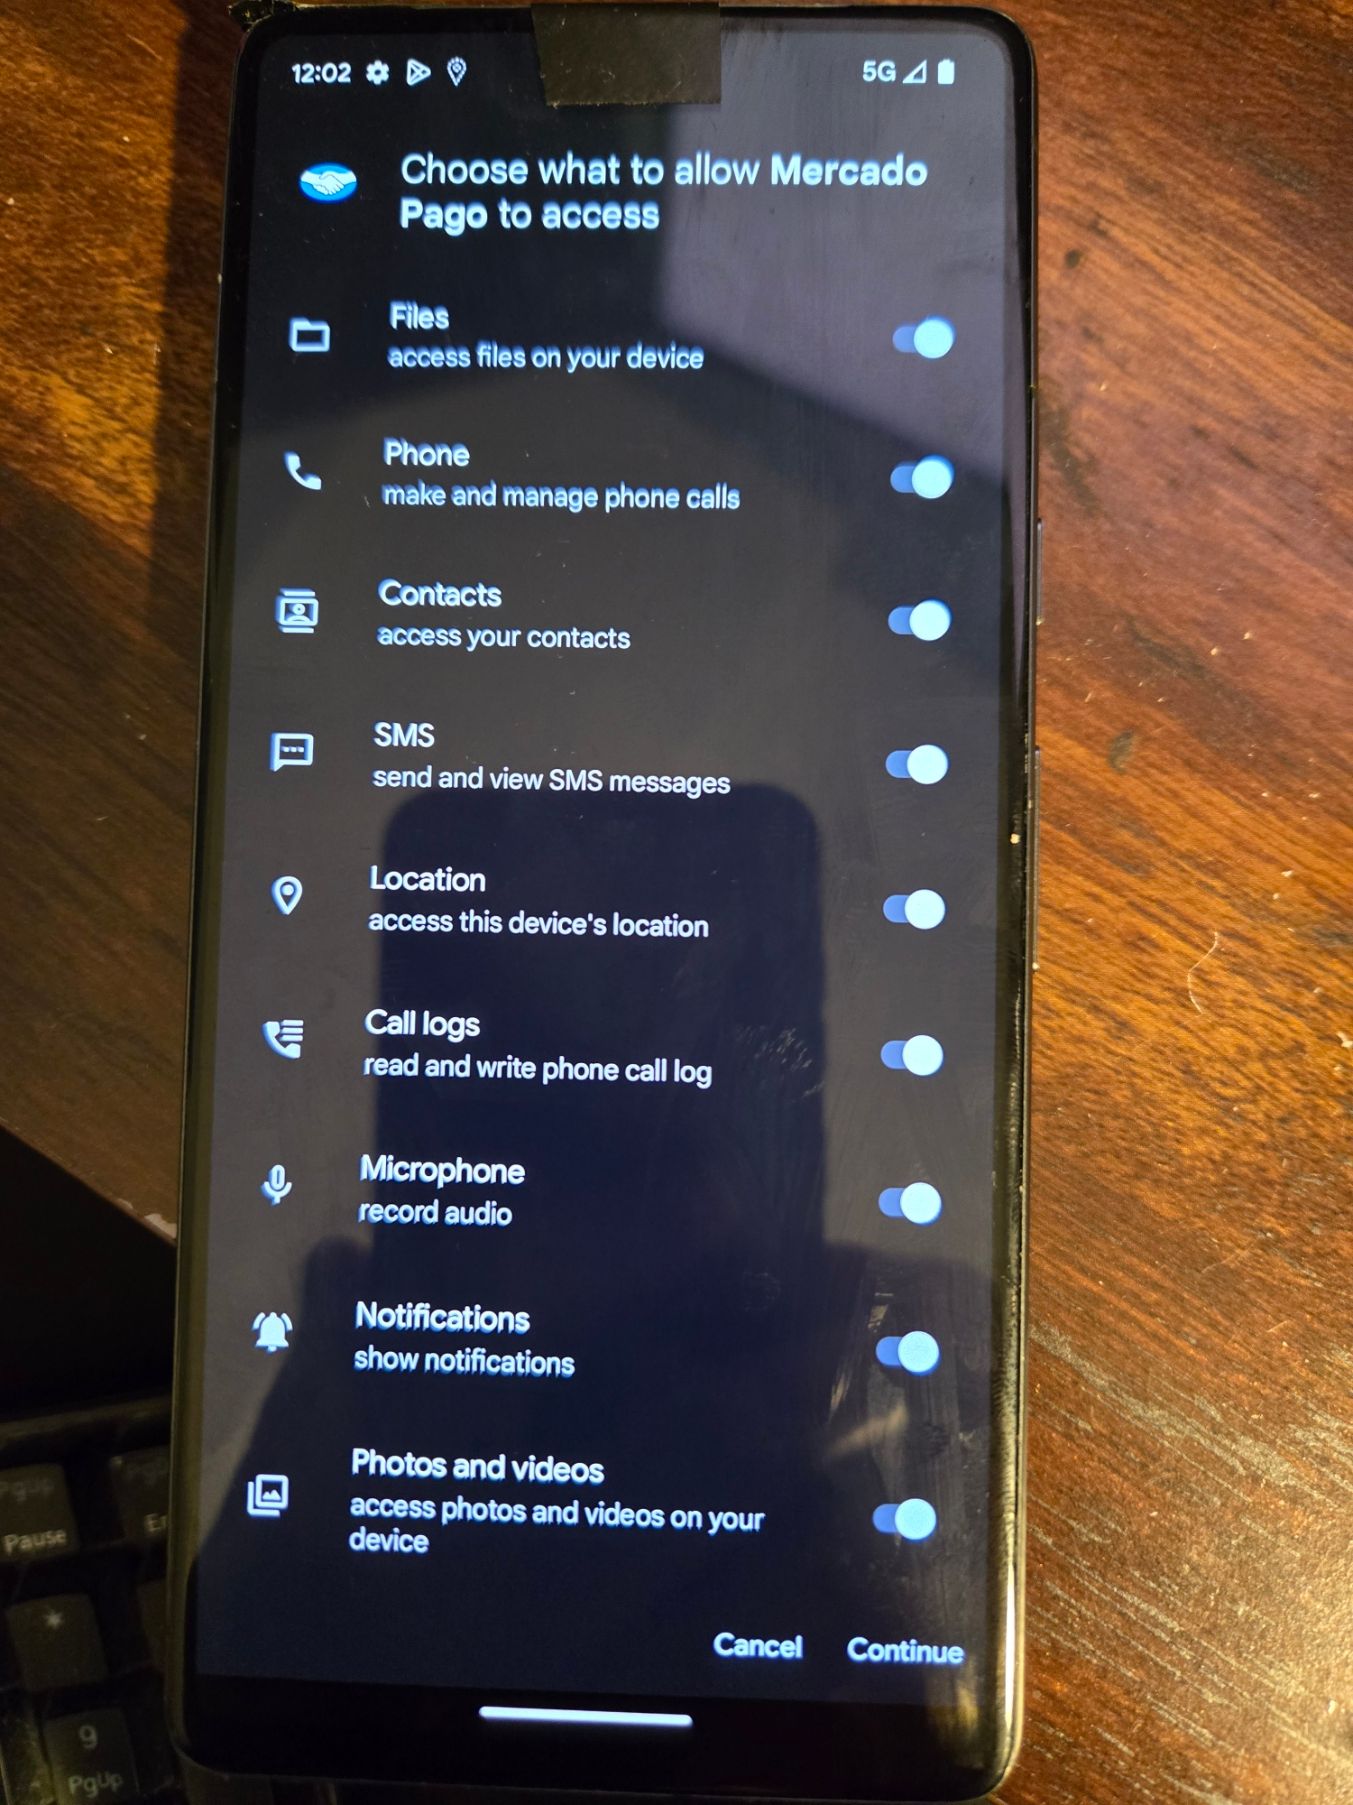 12:02 5G
Choose what to allow Mercado
Pago to access
Files
access files on your device
Phone
make and manage phone calls
Contacts
access your contacts
SMS
send and view SMS messages
Location
access this device's location
Call logs
read and write phone call log
Microphone
record audio
Notifications
show notifications
Photos and videos
access photos and videos on your
device
Cancel Continue
Pause
*
9
PgUp